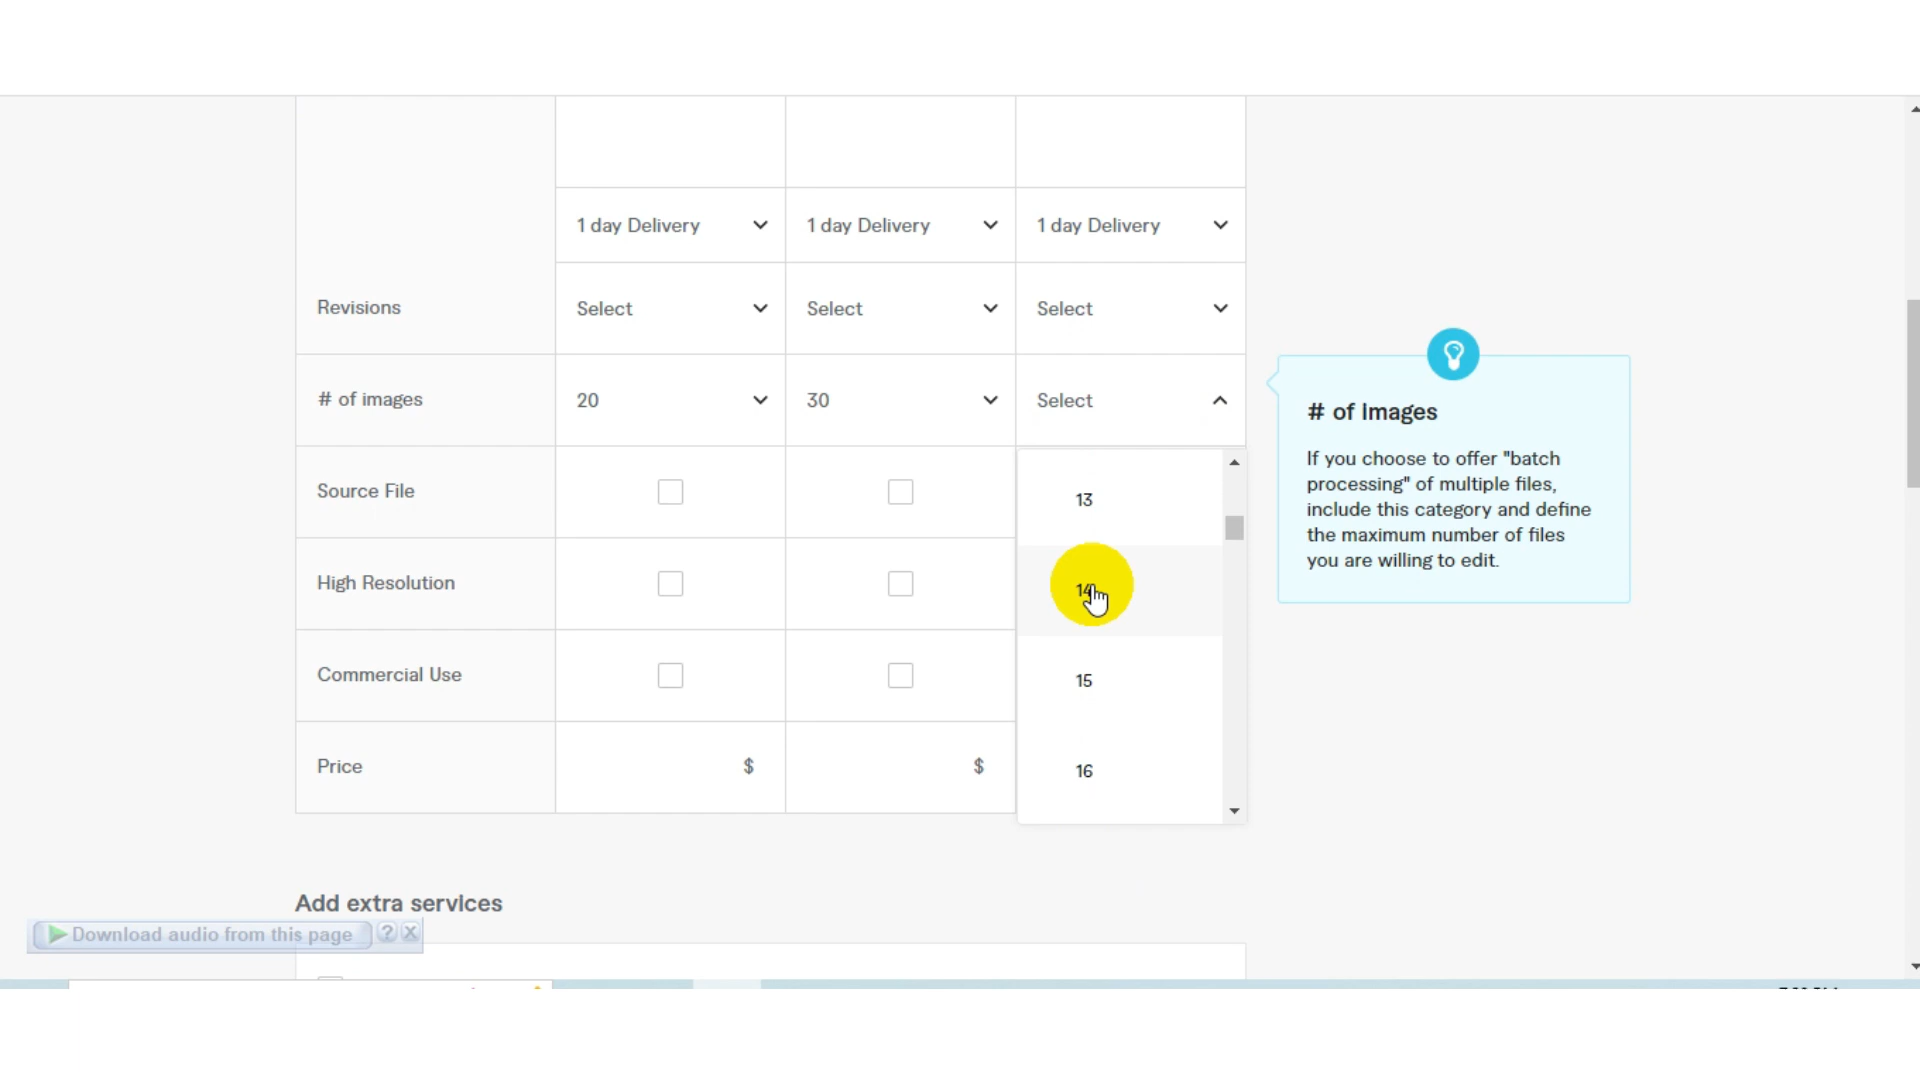 1 day Delivery 1 day Delivery 1 day Delivery
Revisions Select Select Select
# of images 20 30 Select
# of Images
If you choose to offer "batch
processing" of multiple files,
include this category and define
the maximum number of files
you are willing to edit.
Source File
13
High Resolution
14
Commercial Use
15
Price $ $
16
Add extra services
Download audio from this page ? X